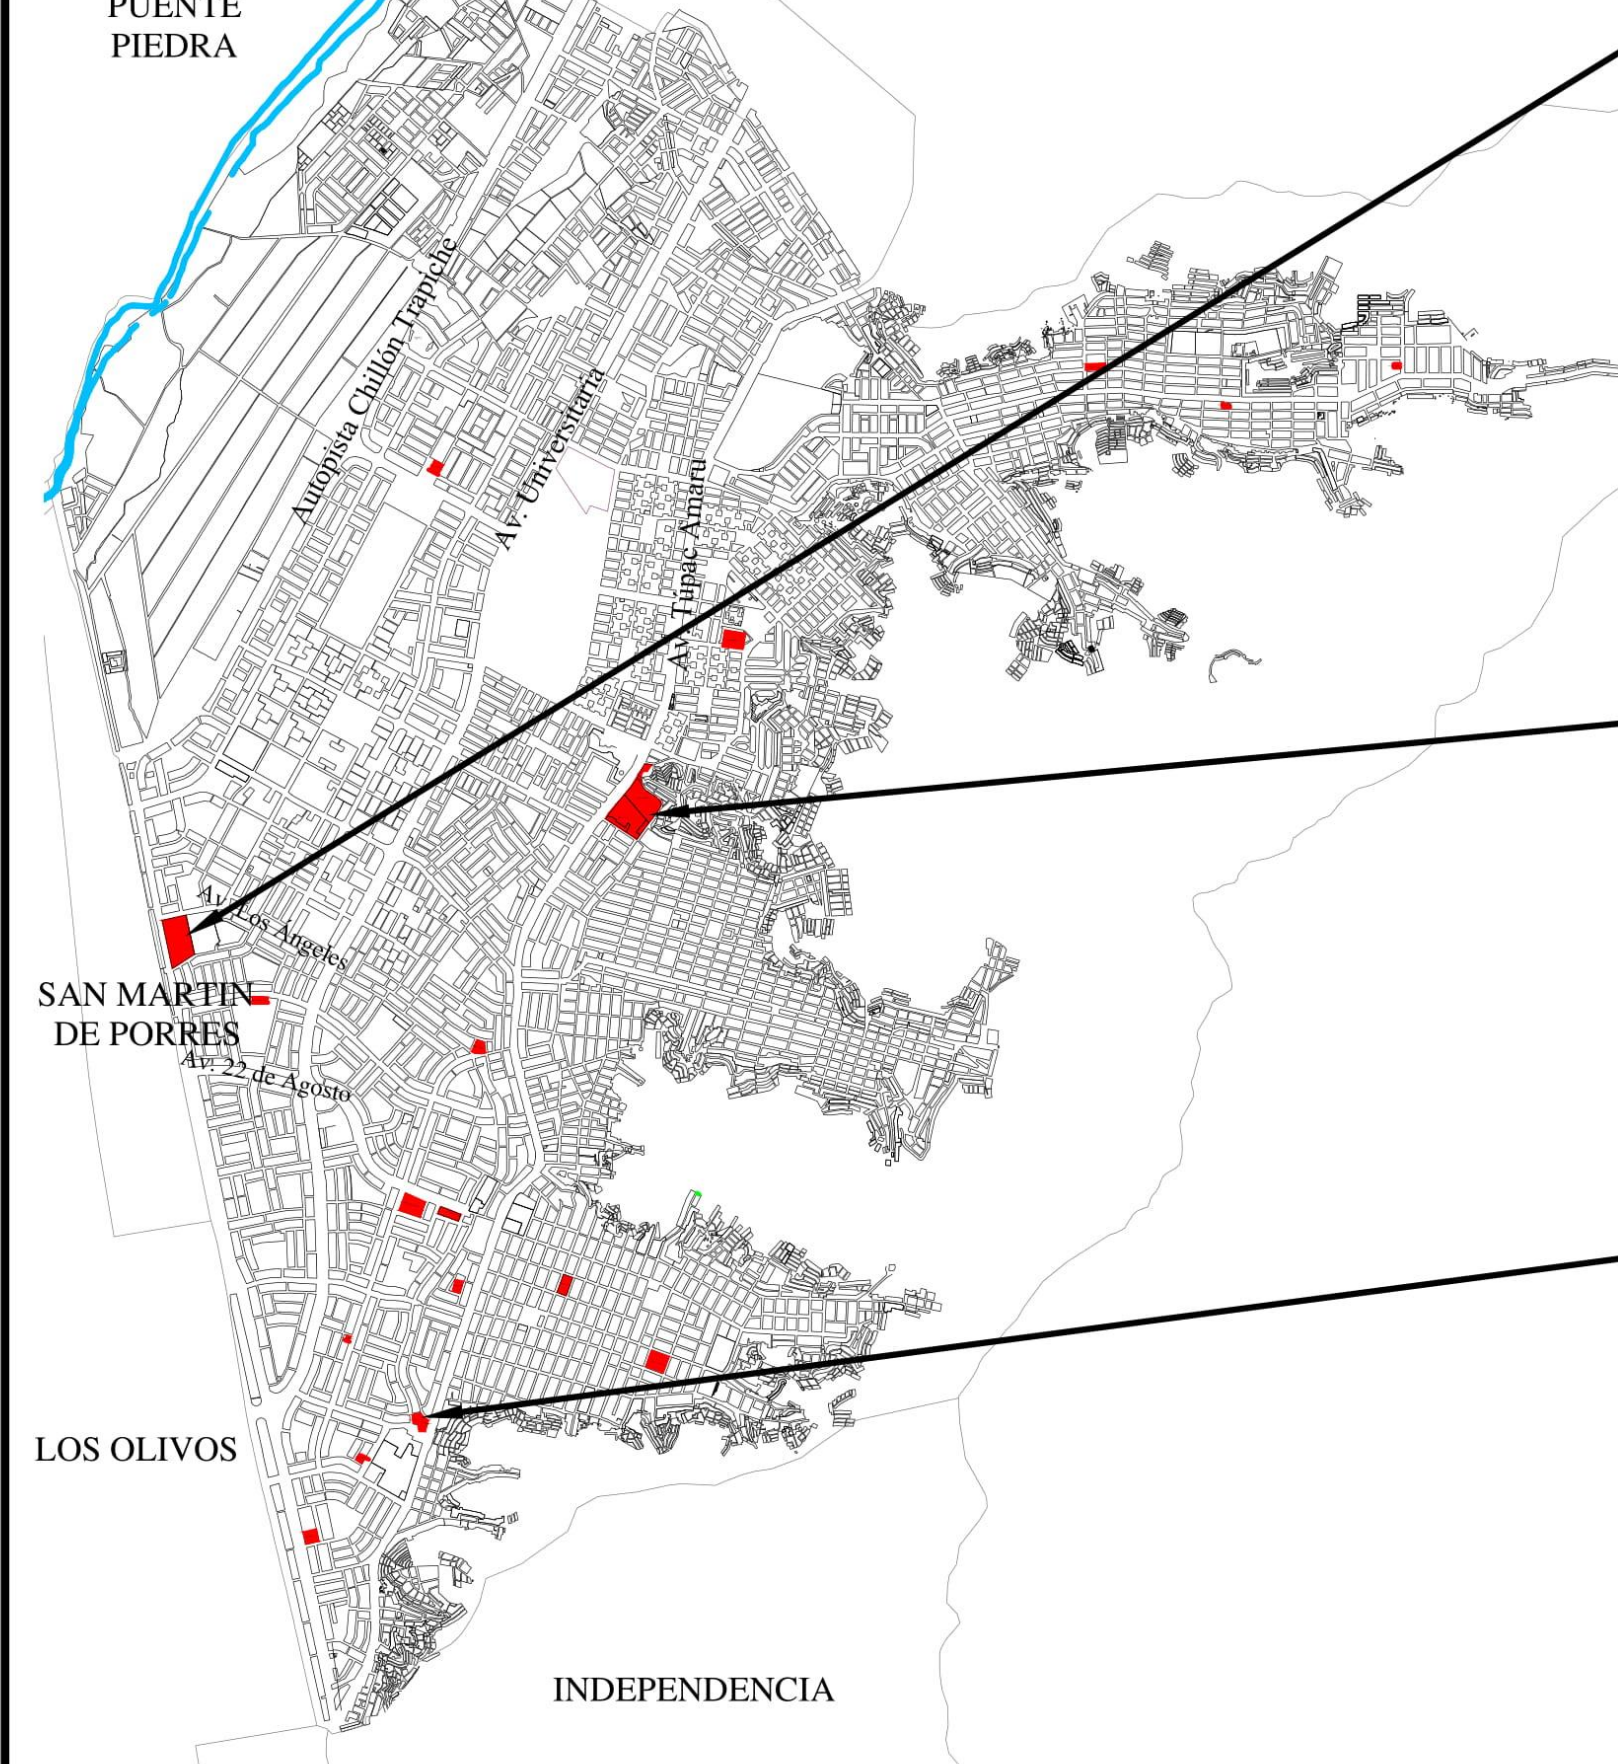 PUENTE
PIEDRA
Autopista Chillón Trapiche
Av. Universitaria
Av. Túpac Amaru
Av. Los Ángeles
SAN MARTIN
DE PORRES
Av. 22 de Agosto
LOS OLIVOS
INDEPENDENCIA